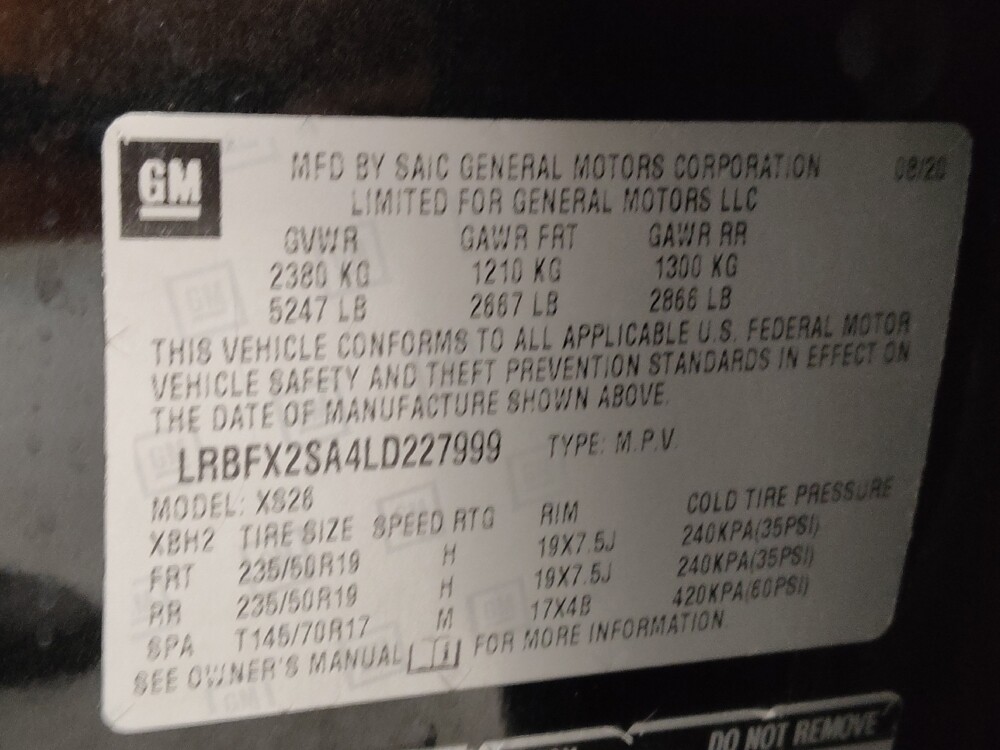 GM
MFD BY SAIC GENERAL MOTORS CORPORATION 08/20
LIMITED FOR GENERAL MOTORS LLC
GVWR GAWR FRT GAWR RR
2380 KG 1210 KG 1300 KG
5247 LB 2667 LB 2866 LB
THIS VEHICLE CONFORMS TO ALL APPLICABLE U.S. FEDERAL MOTOR
VEHICLE SAFETY AND THEFT PREVENTION STANDARDS IN EFFECT ON
THE DATE OF MANUFACTURE SHOWN ABOVE.
LRBFX2SA4LD227999 TYPE: M.P.V.
MODEL: XS26
XBH2 TIRE SIZE SPEED RTG RIM COLD TIRE PRESSURE
FRT 235/50R19 H 19X7.5J 240KPA(35PSI)
RR 235/50R19 H 19X7.5J 240KPA(35PSI)
SPA T145/70R17 M 17X4B 420KPA(60PSI)
SEE OWNER'S MANUAL FOR MORE INFORMATION
DO NOT REMOVE